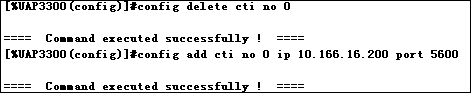 [%UAP3300(config)]#config delete cti no 0
====  Command executed successfully !  ====
[%UAP3300(config)]#config add cti no 0 ip 10.166.16.200 port 5600
====  Command executed successfully !  ====